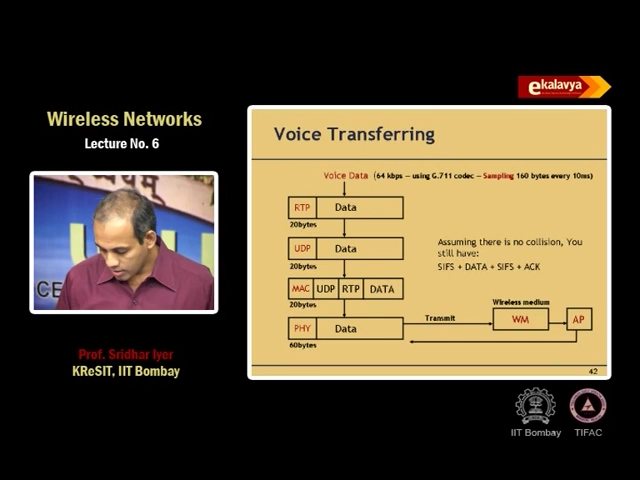 ekalavya
Wireless Networks
Lecture No. 6
Voice Transferring
Voice Data (64 kbps – using G.711 codec – Sampling 160 bytes every 10ms)
RTP Data
20bytes
UDP Data
20bytes
Assuming there is no collision, You
still have:
SIFS + DATA + SIFS + ACK
MAC UDP RTP DATA
20bytes
Wireless medium
PHY Data
Transmit
WM
AP
60bytes
42
Prof. Sridhar Iyer
KReSIT, IIT Bombay
IIT Bombay
TIFAC